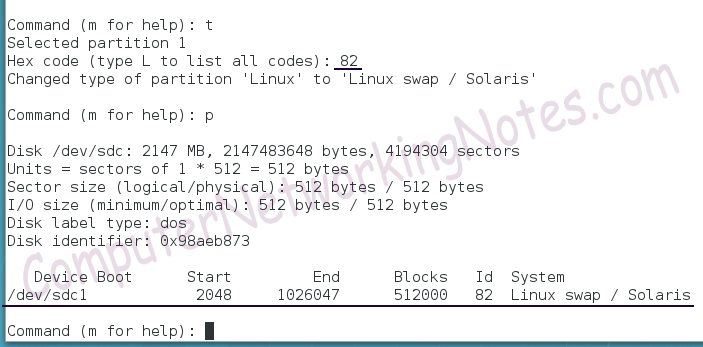 Command (m for help): t
Selected partition 1
Hex code (type L to list all codes): 82
Changed type of partition 'Linux' to 'Linux swap / Solaris'
Command (m for help): p
Disk /dev/sdc: 2147 MB, 2147483648 bytes, 4194304 sectors
Units = sectors of 1 * 512 = 512 bytes
Sector size (logical/physical): 512 bytes / 512 bytes
I/O size (minimum/optimal): 512 bytes / 512 bytes
Disk label type: dos
Disk identifier: 0x98aeb873
Device Boot Start End Blocks Id System
/dev/sdc1 2048 1026047 512000 82 Linux swap / Solaris
Command (m for help):
ComputerNetworkingNotes.com